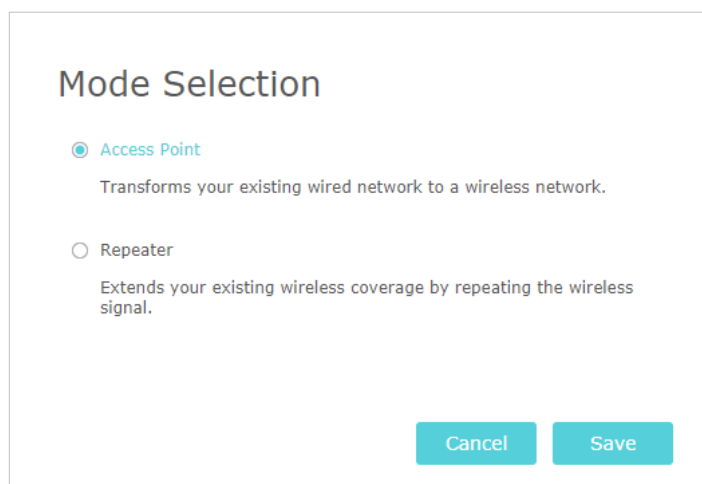 Mode Selection
Access Point
Transforms your existing wired network to a wireless network.
Repeater
Extends your existing wireless coverage by repeating the wireless
signal.
Cancel Save